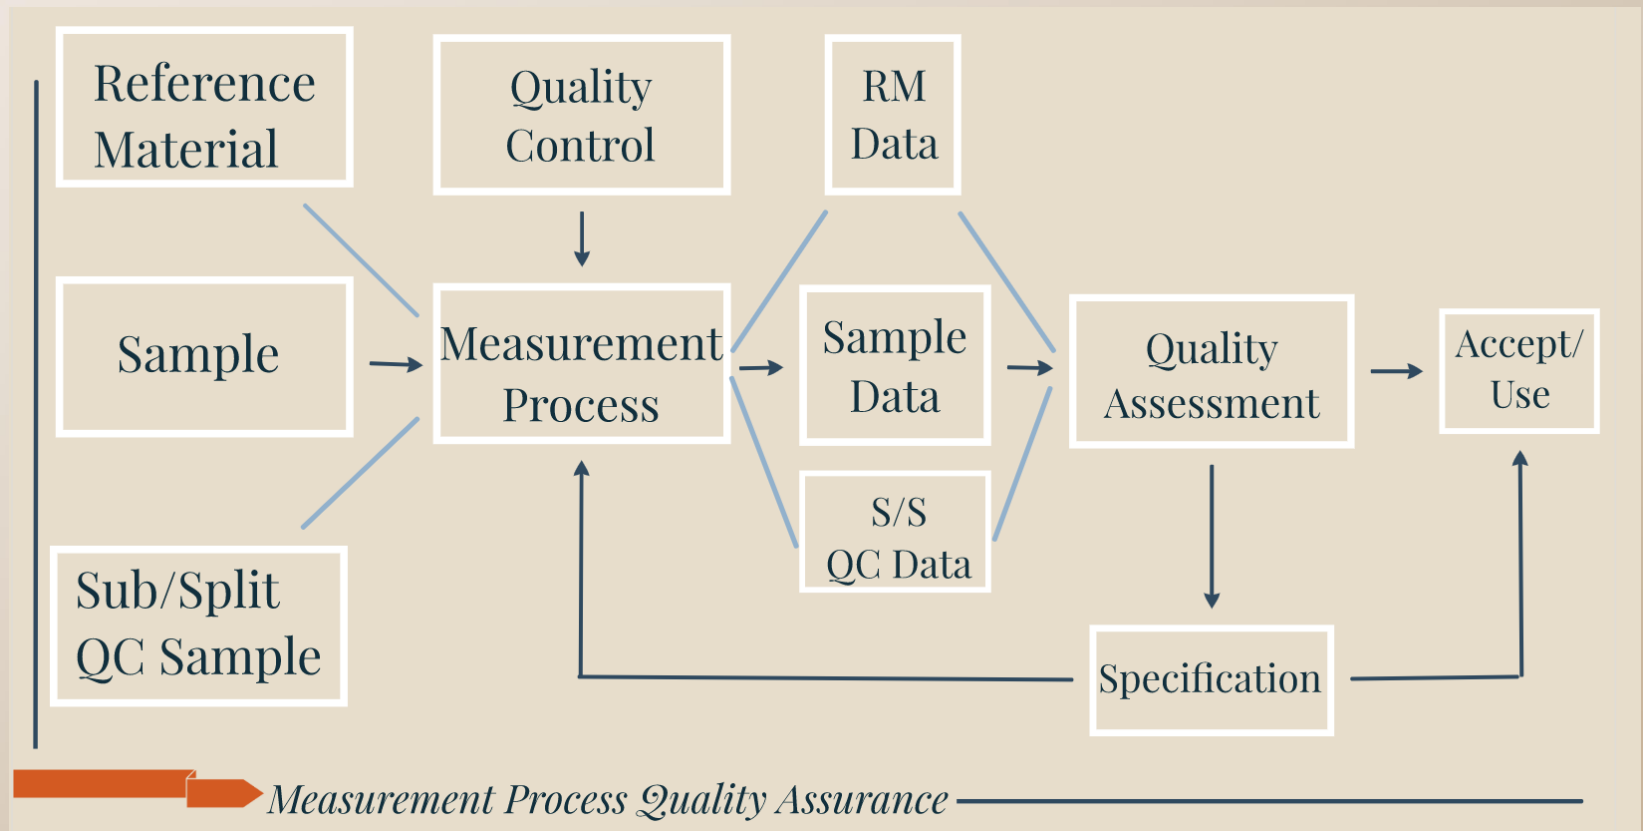 Reference
Material
Quality
Control
RM
Data
Sample
Measurement
Process
Sample
Data
Quality
Assessment
Accept/
Use
S/S
QC Data
Sub/Split
QC Sample
Specification
Measurement Process Quality Assurance